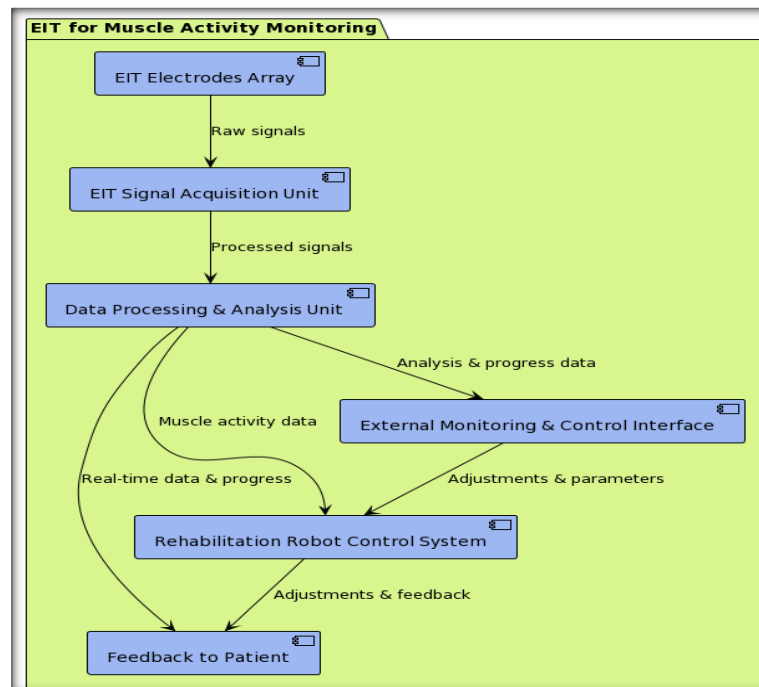 EIT for Muscle Activity Monitoring
EIT Electrodes Array
Raw signals
EIT Signal Acquisition Unit
Processed signals
Data Processing & Analysis Unit
Analysis & progress data
Muscle activity data
External Monitoring & Control Interface
Real-time data & progress
Adjustments & parameters
Rehabilitation Robot Control System
Adjustments & feedback
Feedback to Patient